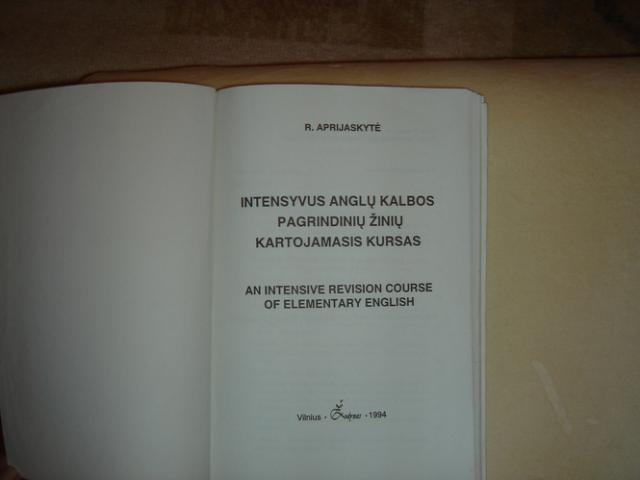 R. APRIJASKYTĖ
INTENSYVUS ANGLŲ KALBOS
PAGRINDINIŲ ŽINIŲ
KARTOJAMASIS KURSAS
AN INTENSIVE REVISION COURSE
OF ELEMENTARY ENGLISH
Vilnius • Žodynas • 1994